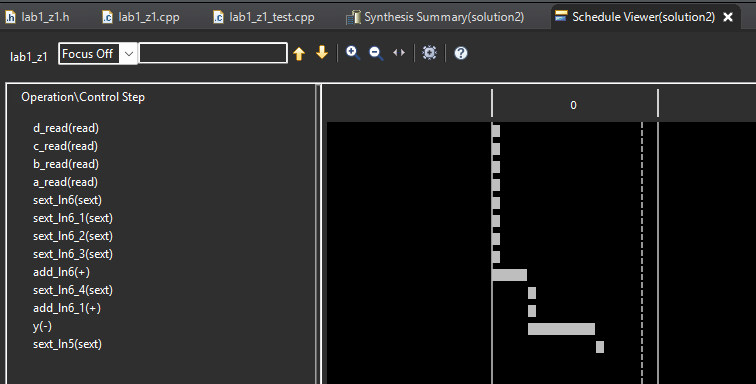 lab1_z1.h lab1_z1.cpp lab1_z1_test.cpp Synthesis Summary(solution2) Schedule Viewer(solution2)
lab1_z1 Focus Off
Operation\Control Step 0
d_read(read)
c_read(read)
b_read(read)
a_read(read)
sext_ln6(sext)
sext_ln6_1(sext)
sext_ln6_2(sext)
sext_ln6_3(sext)
add_ln6(+)
sext_ln6_4(sext)
add_ln6_1(+)
y(-)
sext_ln5(sext)